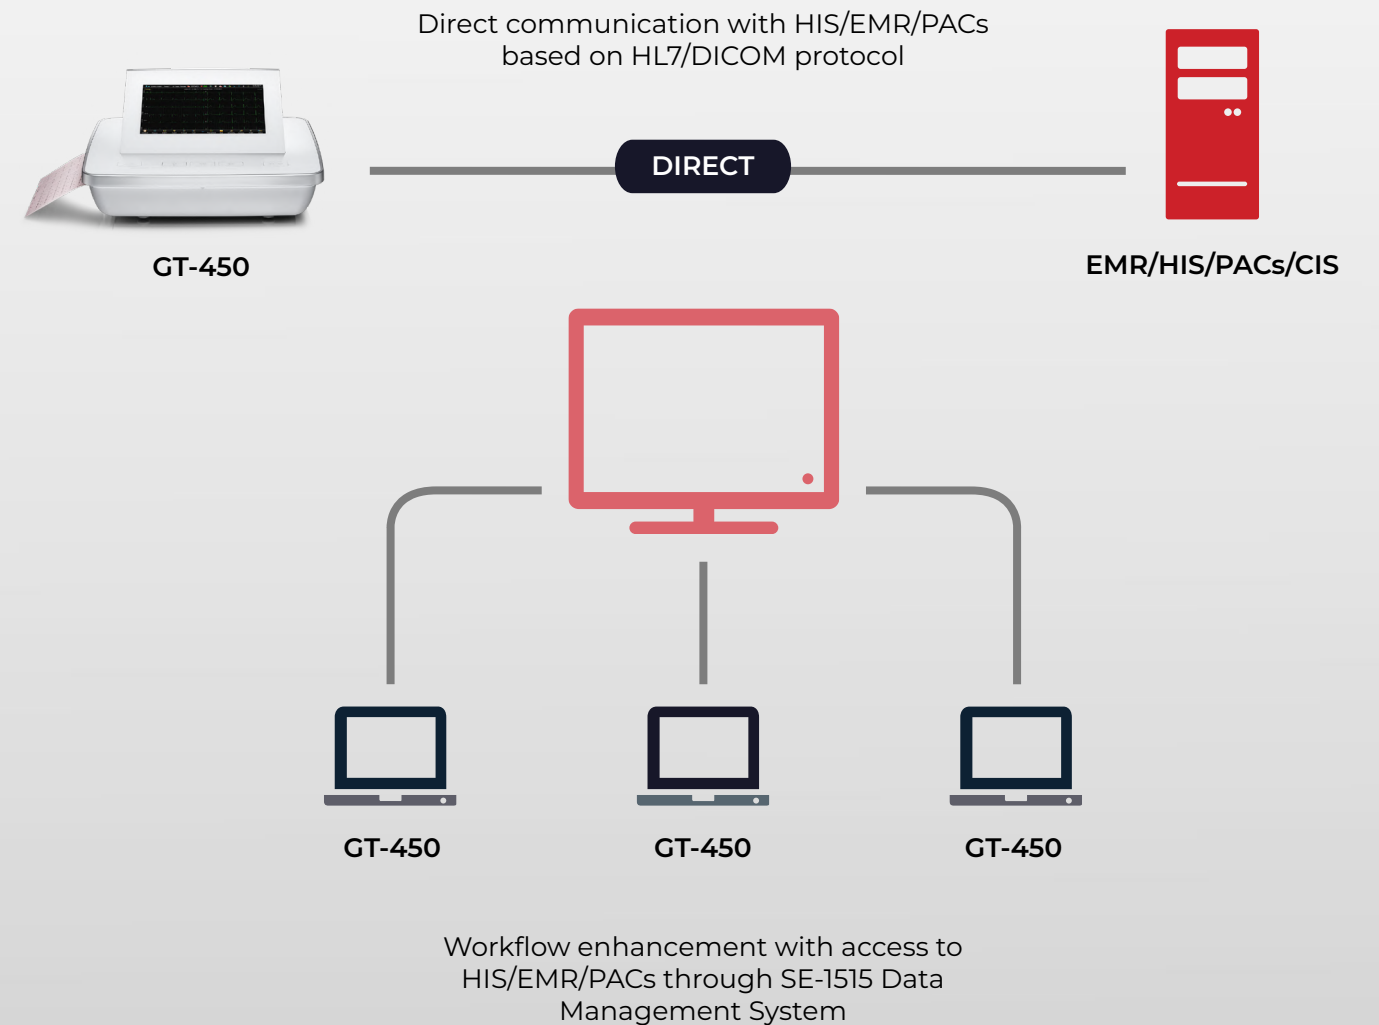 Direct communication with HIS/EMR/PACs
based on HL7/DICOM protocol
DIRECT
GT-450
EMR/HIS/PACs/CIS
GT-450
GT-450
GT-450
Workflow enhancement with access to
HIS/EMR/PACs through SE-1515 Data
Management System